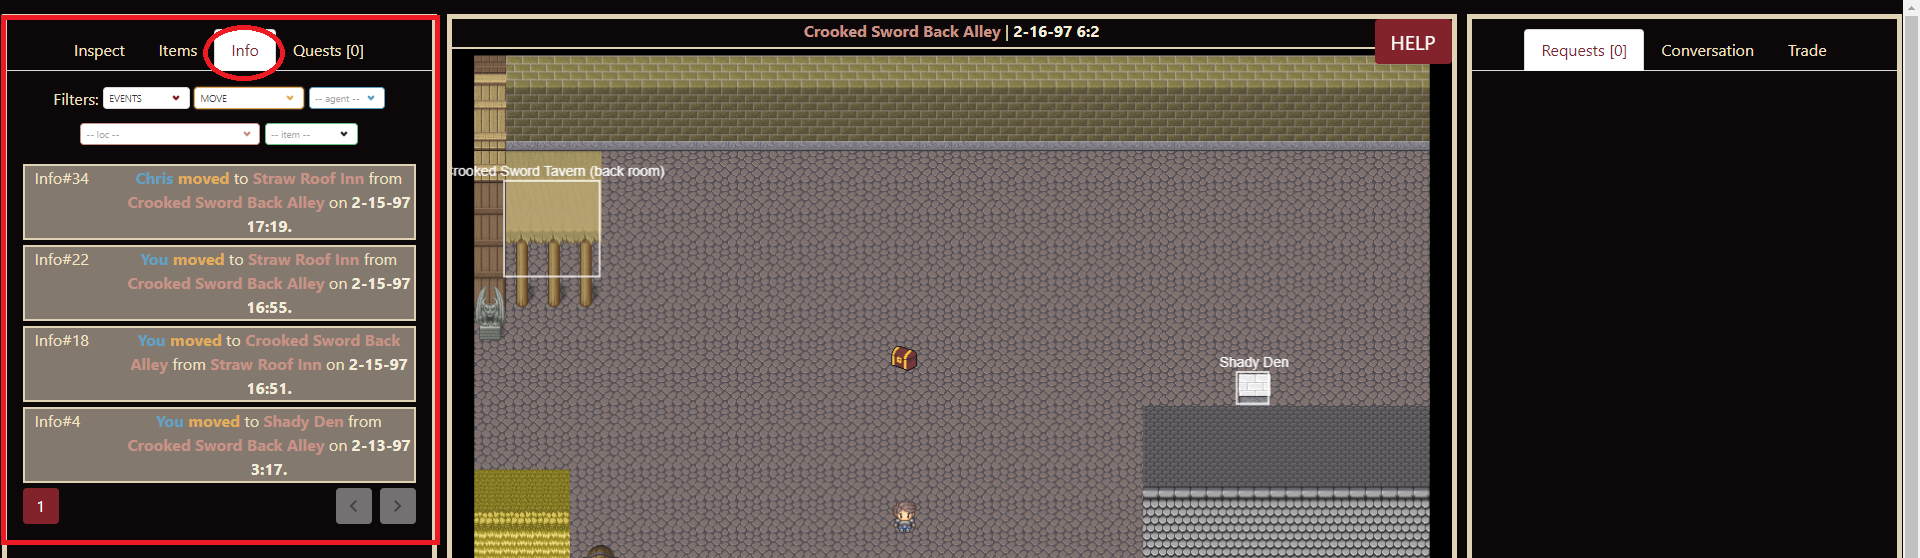 Inspect Items Info Quests [0]
Filters: EVENTS MOVE -- agent --
-- loc -- -- item --
Info#34 Chris moved to Straw Roof Inn from
Crooked Sword Back Alley on 2-15-97
17:19.
Info#22 You moved to Straw Roof Inn from
Crooked Sword Back Alley on 2-15-97
16:55.
Info#18 You moved to Crooked Sword Back
Alley from Straw Roof Inn on 2-15-97
16:51.
Info#4 You moved to Shady Den from
Crooked Sword Back Alley on 2-13-97
3:17.
1 < >
Crooked Sword Back Alley | 2-16-97 6:2
HELP
rooked Sword Tavern (back room)
Shady Den
Requests [0] Conversation Trade